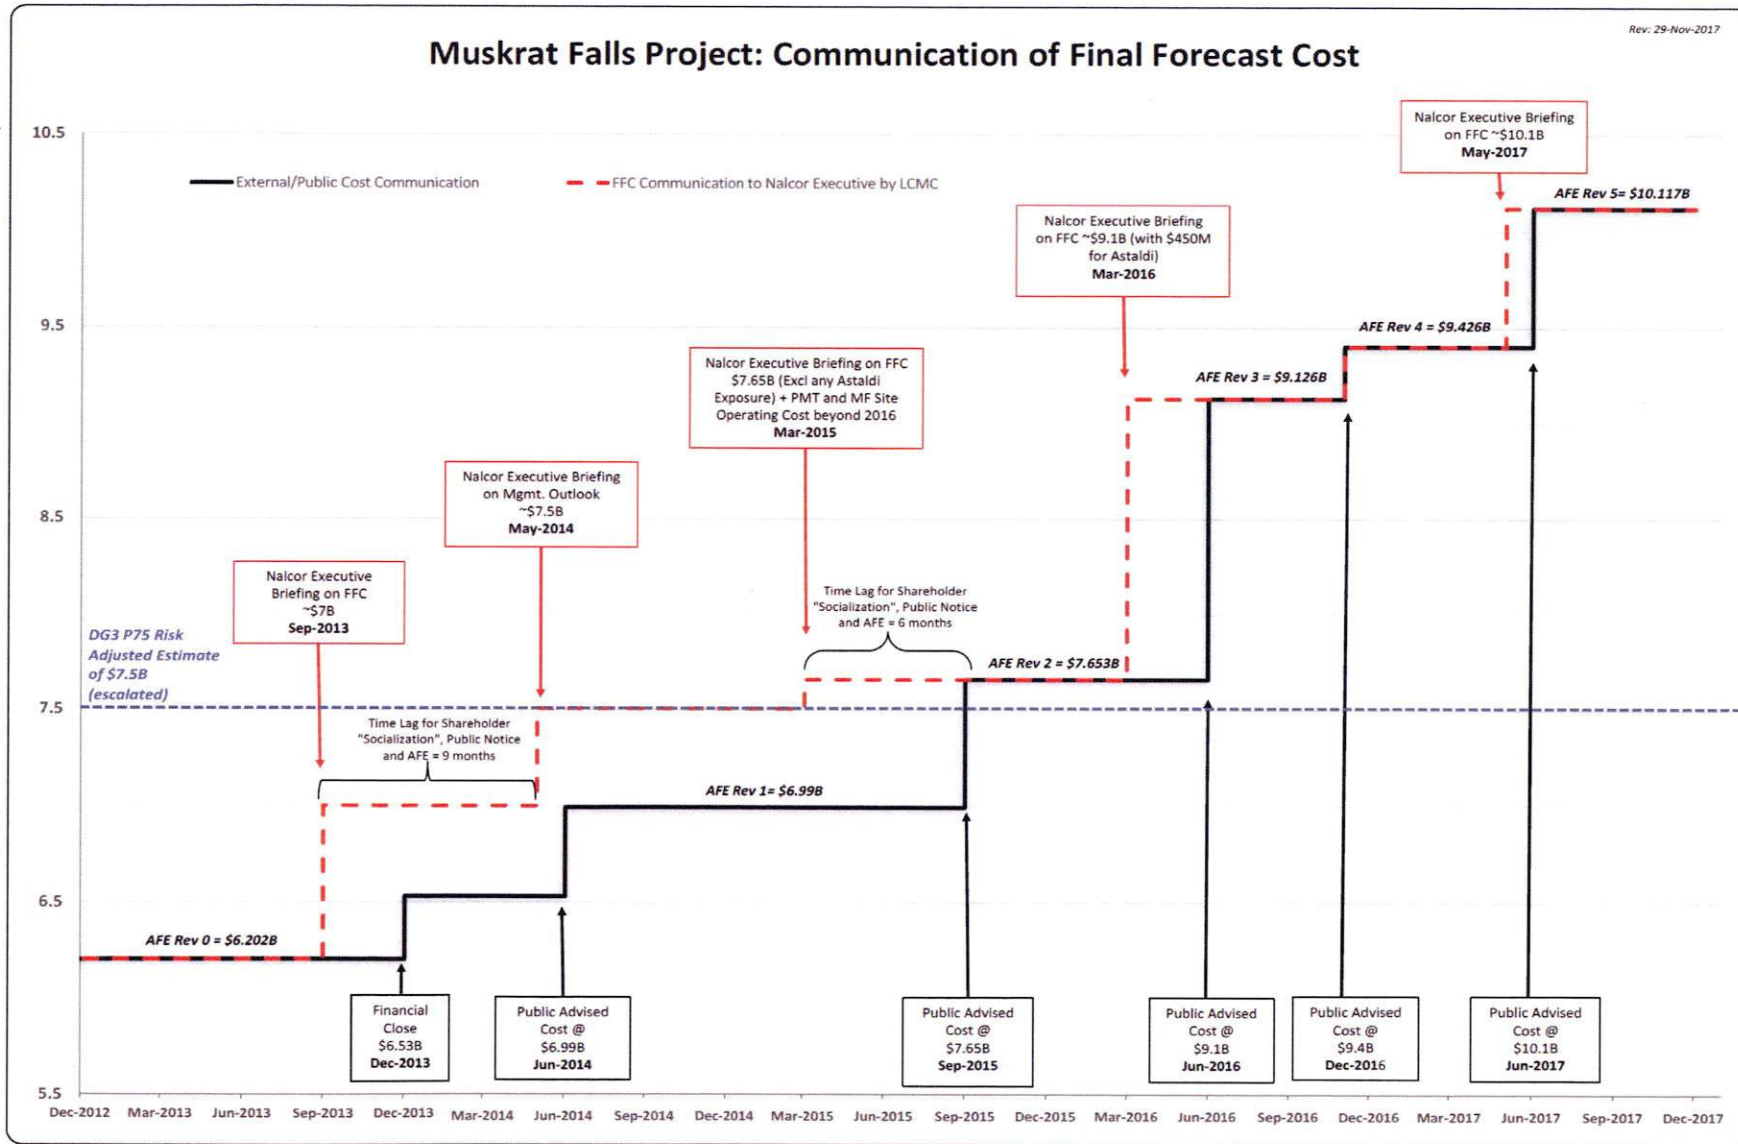 Rev: 29-Nov-2017
Muskrat Falls Project: Communication of Final Forecast Cost
External/Public Cost Communication
FFC Communication to Nalcor Executive by LCMC
10.5
9.5
8.5
7.5
6.5
5.5
Nalcor Executive Briefing
on FFC ~$10.1B
May-2017
AFE Rev 5= $10.117B
Nalcor Executive Briefing
on FFC ~$9.1B (with $450M
for Astaldi)
Mar-2016
AFE Rev 4 = $9.426B
AFE Rev 3 = $9.126B
Nalcor Executive Briefing on FFC
$7.65B (Excl any Astaldi
Exposure) + PMT and MF Site
Operating Cost beyond 2016
Mar-2015
Nalcor Executive Briefing
on Mgmt. Outlook
~$7.5B
May-2014
Nalcor Executive
Briefing on FFC
~$7B
Sep-2013
Time Lag for Shareholder
"Socialization", Public Notice
and AFE = 6 months
AFE Rev 2 = $7.653B
DG3 P75 Risk
Adjusted Estimate
of $7.5B
(escalated)
Time Lag for Shareholder
"Socialization", Public Notice
and AFE = 9 months
AFE Rev 1= $6.99B
AFE Rev 0 = $6.202B
Financial
Close
$6.53B
Dec-2013
Public Advised
Cost @
$6.99B
Jun-2014
Public Advised
Cost @
$7.65B
Sep-2015
Public Advised
Cost @
$9.1B
Jun-2016
Public Advised
Cost @
$9.4B
Dec-2016
Public Advised
Cost @
$10.1B
Jun-2017
Dec-2012 Mar-2013 Jun-2013 Sep-2013 Dec-2013 Mar-2014 Jun-2014 Sep-2014 Dec-2014 Mar-2015 Jun-2015 Sep-2015 Dec-2015 Mar-2016 Jun-2016 Sep-2016 Dec-2016 Mar-2017 Jun-2017 Sep-2017 Dec-2017